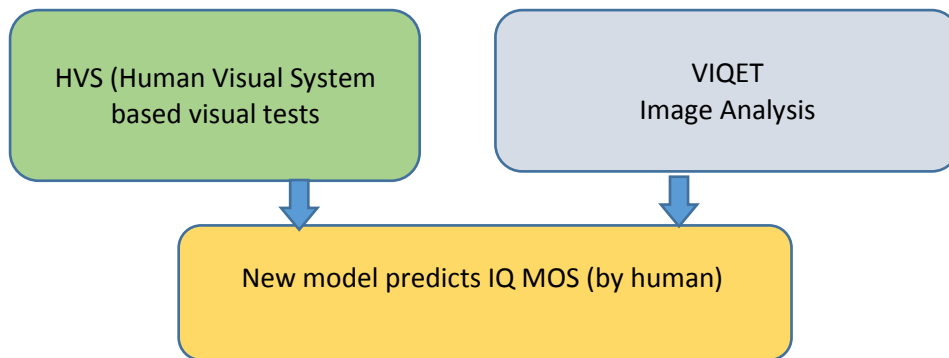 HVS (Human Visual System
based visual tests
VIQET
Image Analysis
New model predicts IQ MOS (by human)